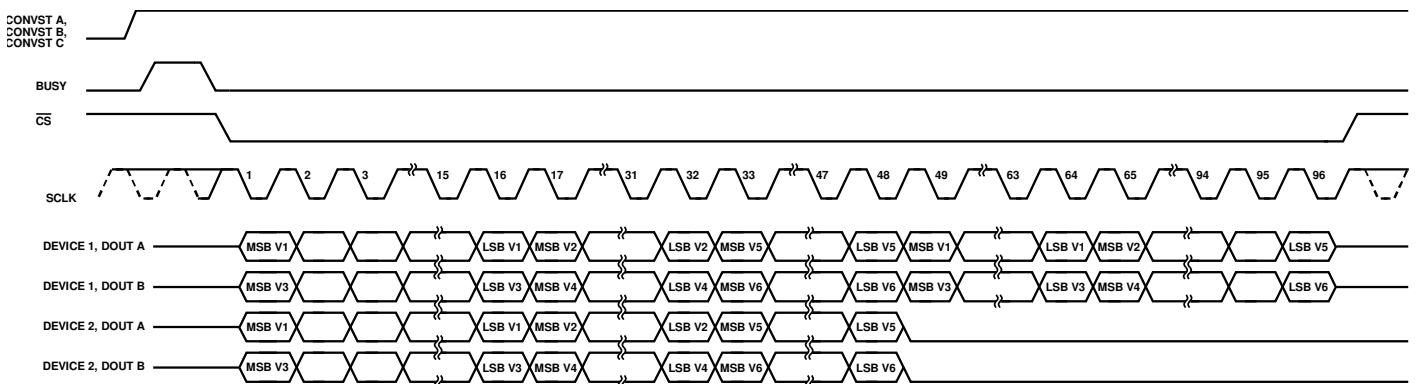 CONVST A,
CONVST B,
CONVST C
BUSY
CS
SCLK
1 2 3 15 16 17 31 32 33 47 48 49 63 64 65 94 95 96
DEVICE 1, DOUT A MSB V1 LSB V1 MSB V2 LSB V2 MSB V5 LSB V5 MSB V1 LSB V1 MSB V2 LSB V5
DEVICE 1, DOUT B MSB V3 LSB V3 MSB V4 LSB V4 MSB V6 LSB V6 MSB V3 LSB V3 MSB V4 LSB V6
DEVICE 2, DOUT A MSB V1 LSB V1 MSB V2 LSB V2 MSB V5 LSB V5
DEVICE 2, DOUT B MSB V3 LSB V3 MSB V4 LSB V4 MSB V6 LSB V6